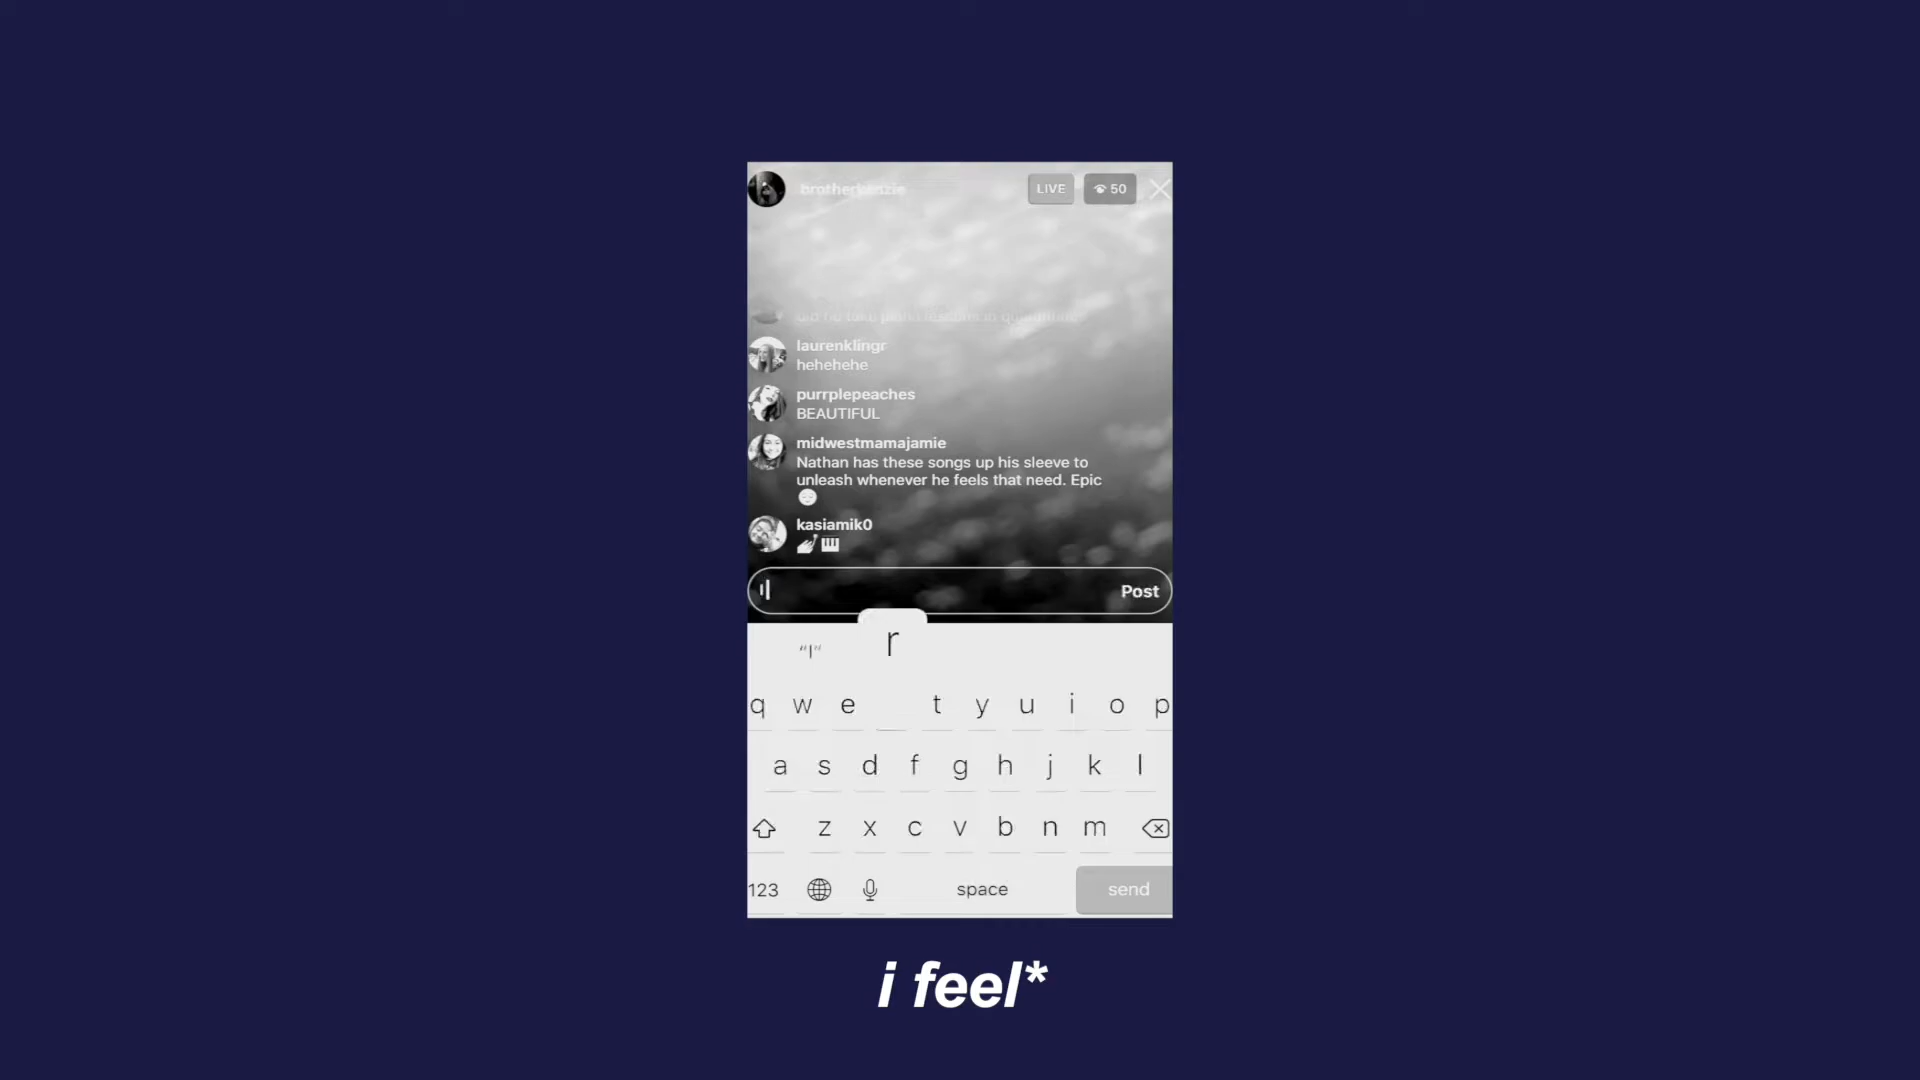 LIVE
50
laurenklingr
hehehehe
purrplepeaches
BEAUTIFUL
midwestmamajamie
Nathan has these songs up his sleeve to
unleash whenever he feels that need. Epic
kasiamik0
Post
r
"I"
q w e t y u i o p
a s d f g h j k l
z x c v b n m
123 space send
i feel*